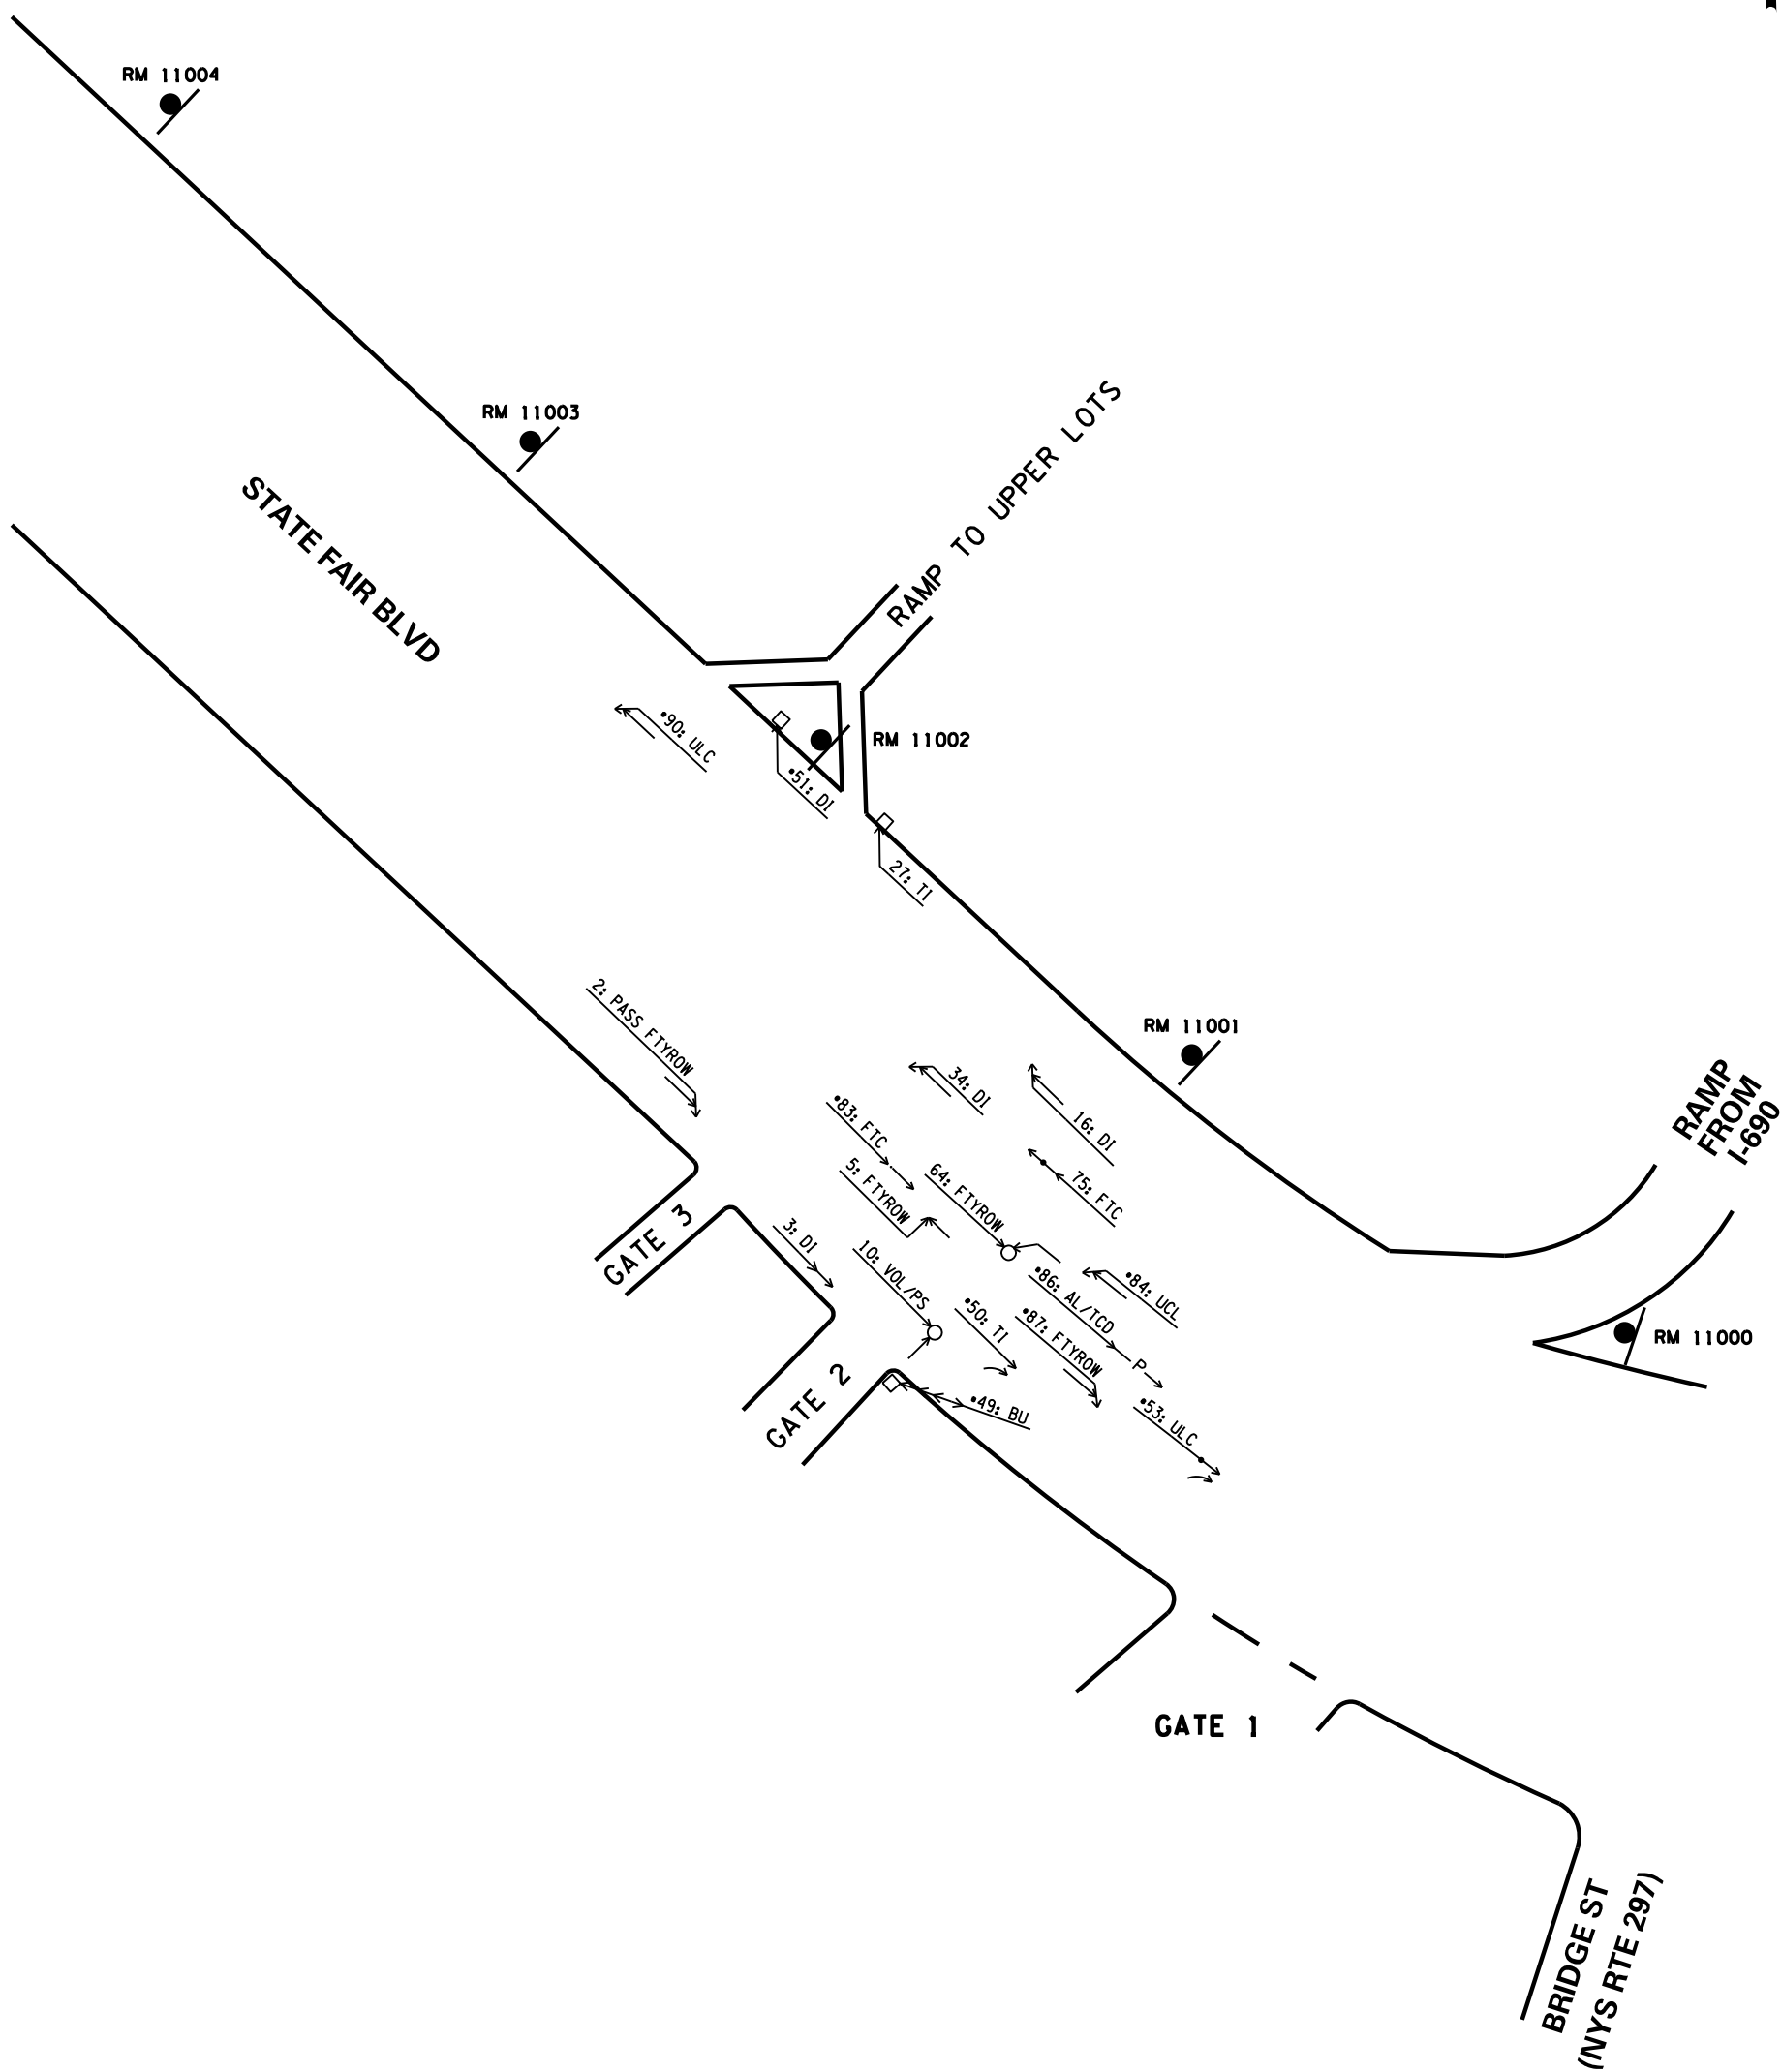 RM 11004
RM 11003
STATE FAIR BLVD
RAMP TO UPPER LOTS
•90: ULC
RM 11002
•51: DI
27: TI
2: PASS FTYROW
RM 11001
34: DI
16: DI
•83: FTC
5: FTYROW
64: FTYROW
75: FTC
RAMP
FROM
I-690
GATE 3
3: DI
10: VOL/PS
•86: AL/TCD
•84: UCL
•50: TI
•87: FTYROW
P
RM 11000
GATE 2
•49: BU
•53: ULC
GATE 1
BRIDGE ST
(NYS RTE 297)